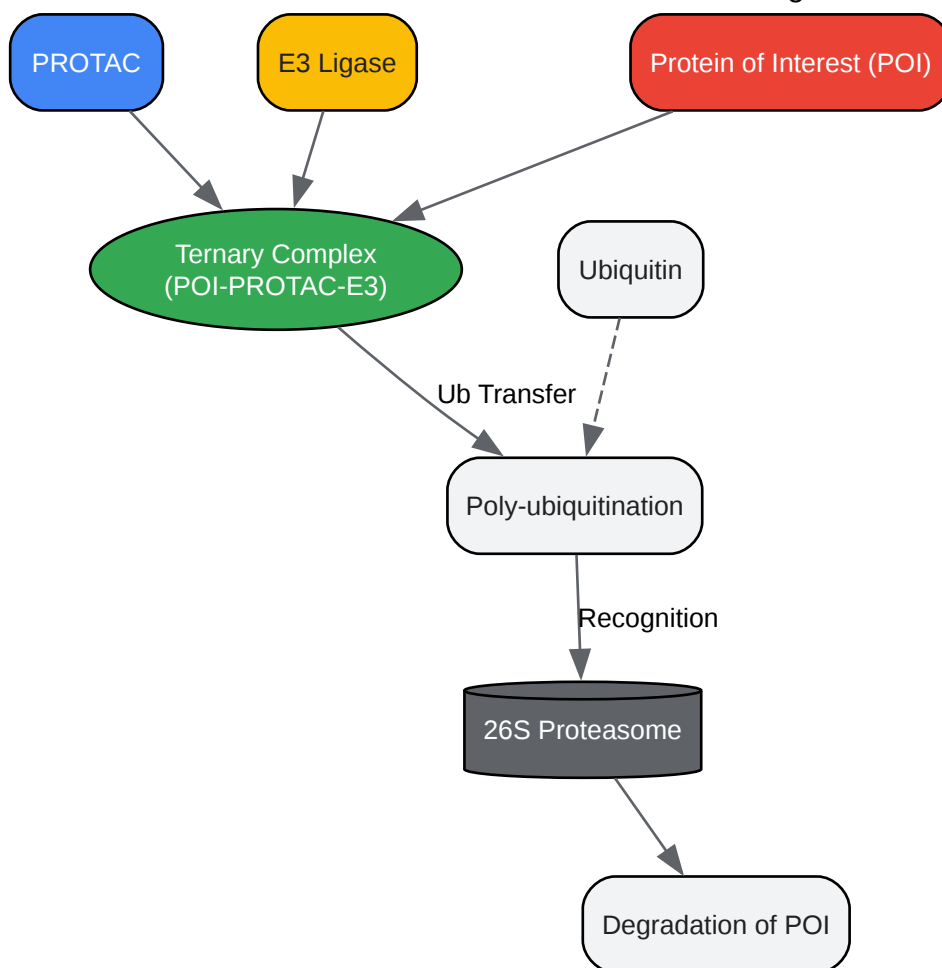 PROTAC
E3 Ligase
Protein of Interest (POI)
Ternary Complex
(POI-PROTAC-E3)
Ubiquitin
Ub Transfer
Poly-ubiquitination
Recognition
26S Proteasome
Degradation of POI